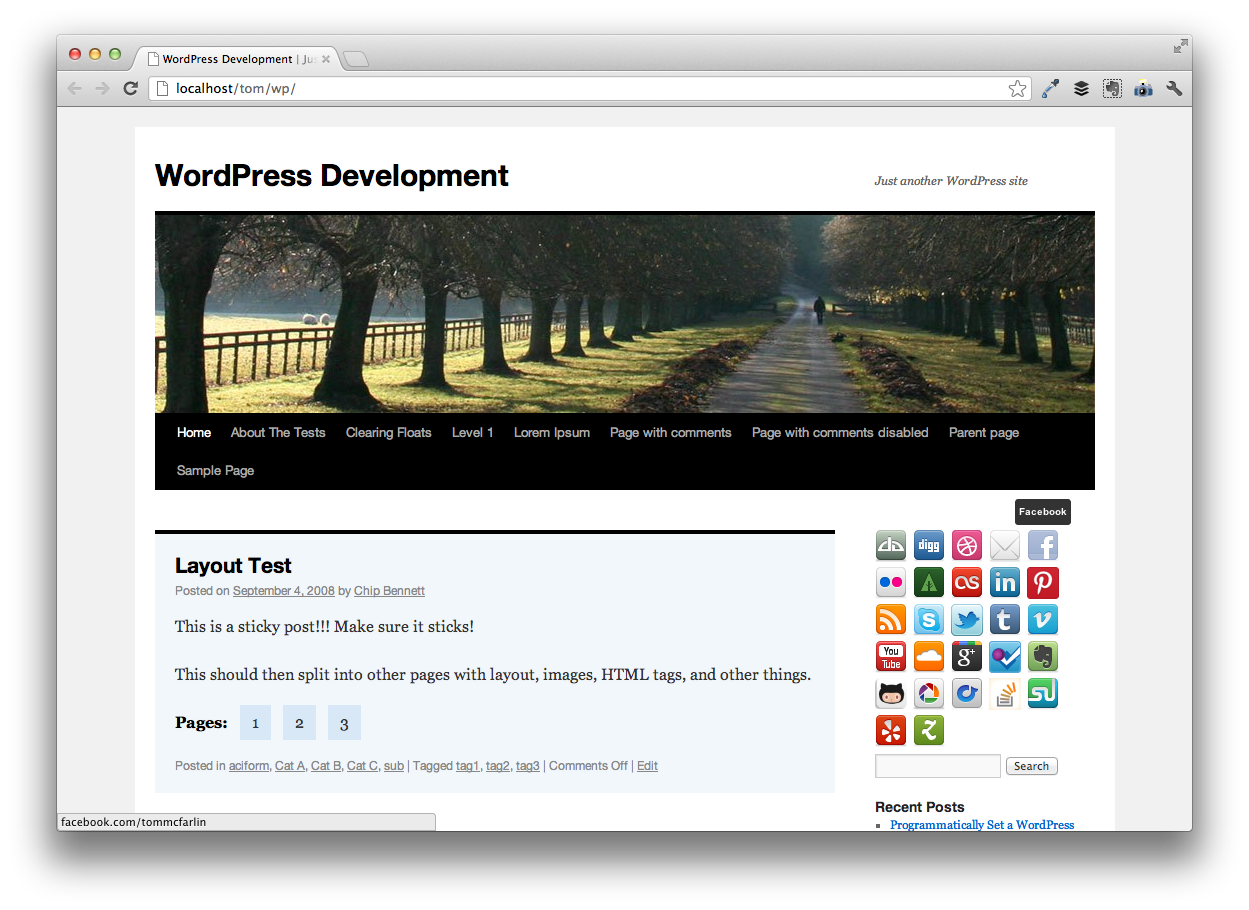 WordPress Development | Jus
localhost/tom/wp/
WordPress Development
Just another WordPress site
Home About The Tests Clearing Floats Level 1 Lorem Ipsum Page with comments Page with comments disabled Parent page
Sample Page
Facebook
digg
Layout Test
Posted on September 4, 2008 by Chip Bennett
This is a sticky post!!! Make sure it sticks!
This should then split into other pages with layout, images, HTML tags, and other things.
Pages: 1 2 3
Posted in aciform, Cat A, Cat B, Cat C, sub | Tagged tag1, tag2, tag3 | Comments Off | Edit
f
in
t
v
You
Tube
g+
Search
Recent Posts
Programmatically Set a WordPress
facebook.com/tommcfarlin